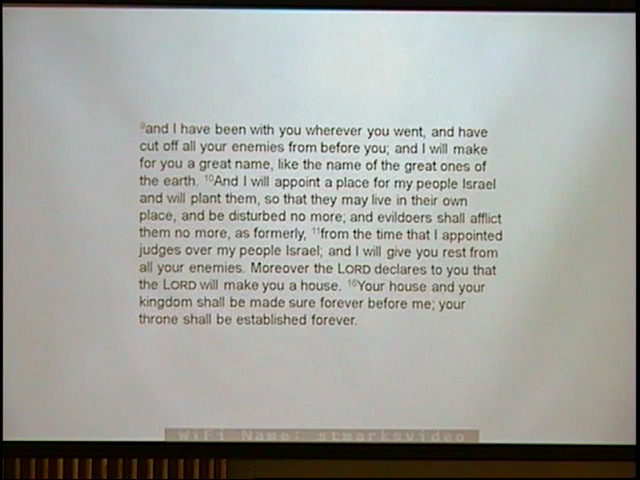 ⁹and I have been with you wherever you went, and have
cut off all your enemies from before you; and I will make
for you a great name, like the name of the great ones of
the earth. ¹⁰And I will appoint a place for my people Israel
and will plant them, so that they may live in their own
place, and be disturbed no more; and evildoers shall afflict
them no more, as formerly, ¹¹from the time that I appointed
judges over my people Israel; and I will give you rest from
all your enemies. Moreover the LORD declares to you that
the LORD will make you a house. ¹⁶Your house and your
kingdom shall be made sure forever before me; your
throne shall be established forever.
WiFi Name: stmarksvideo